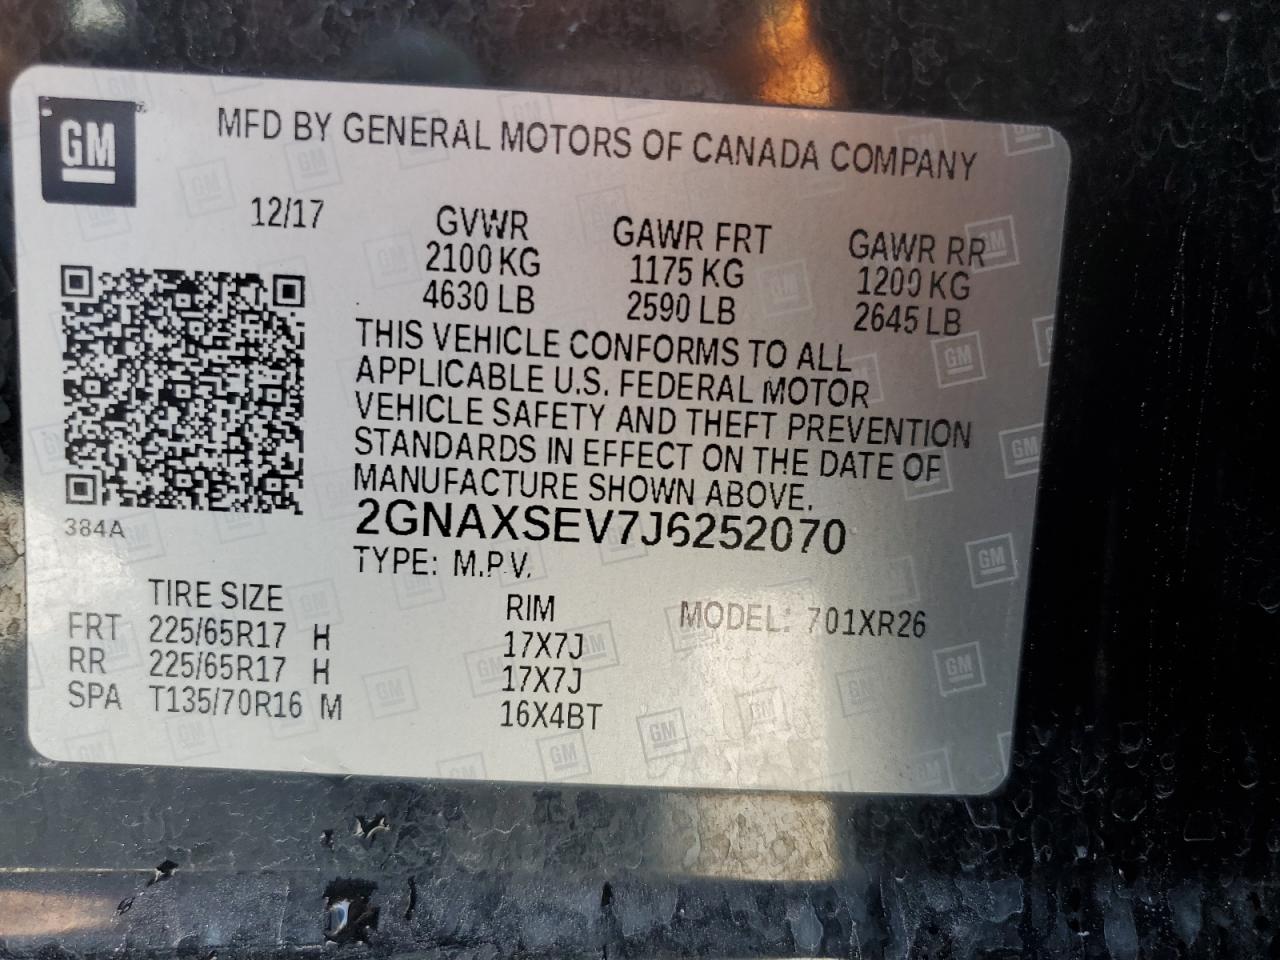 GM
MFD BY GENERAL MOTORS OF CANADA COMPANY
12/17 GVWR GAWR FRT GAWR RR
2100 KG 1175 KG 1200 KG
4630 LB 2590 LB 2645 LB
THIS VEHICLE CONFORMS TO ALL
APPLICABLE U.S. FEDERAL MOTOR
VEHICLE SAFETY AND THEFT PREVENTION
STANDARDS IN EFFECT ON THE DATE OF
MANUFACTURE SHOWN ABOVE.
384A
2GNAXSEV7J6252070
TYPE: M.P.V.
TIRE SIZE RIM MODEL: 701XR26
FRT 225/65R17 H 17X7J
RR 225/65R17 H 17X7J
SPA T135/70R16 M 16X4BT